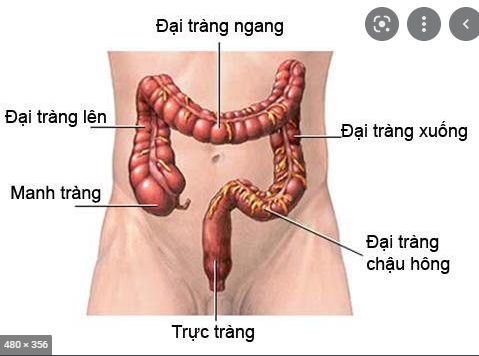 Đại tràng ngang
Đại tràng lên
Đại tràng xuống
Manh tràng
Đại tràng
chậu hông
Trực tràng
480 × 356